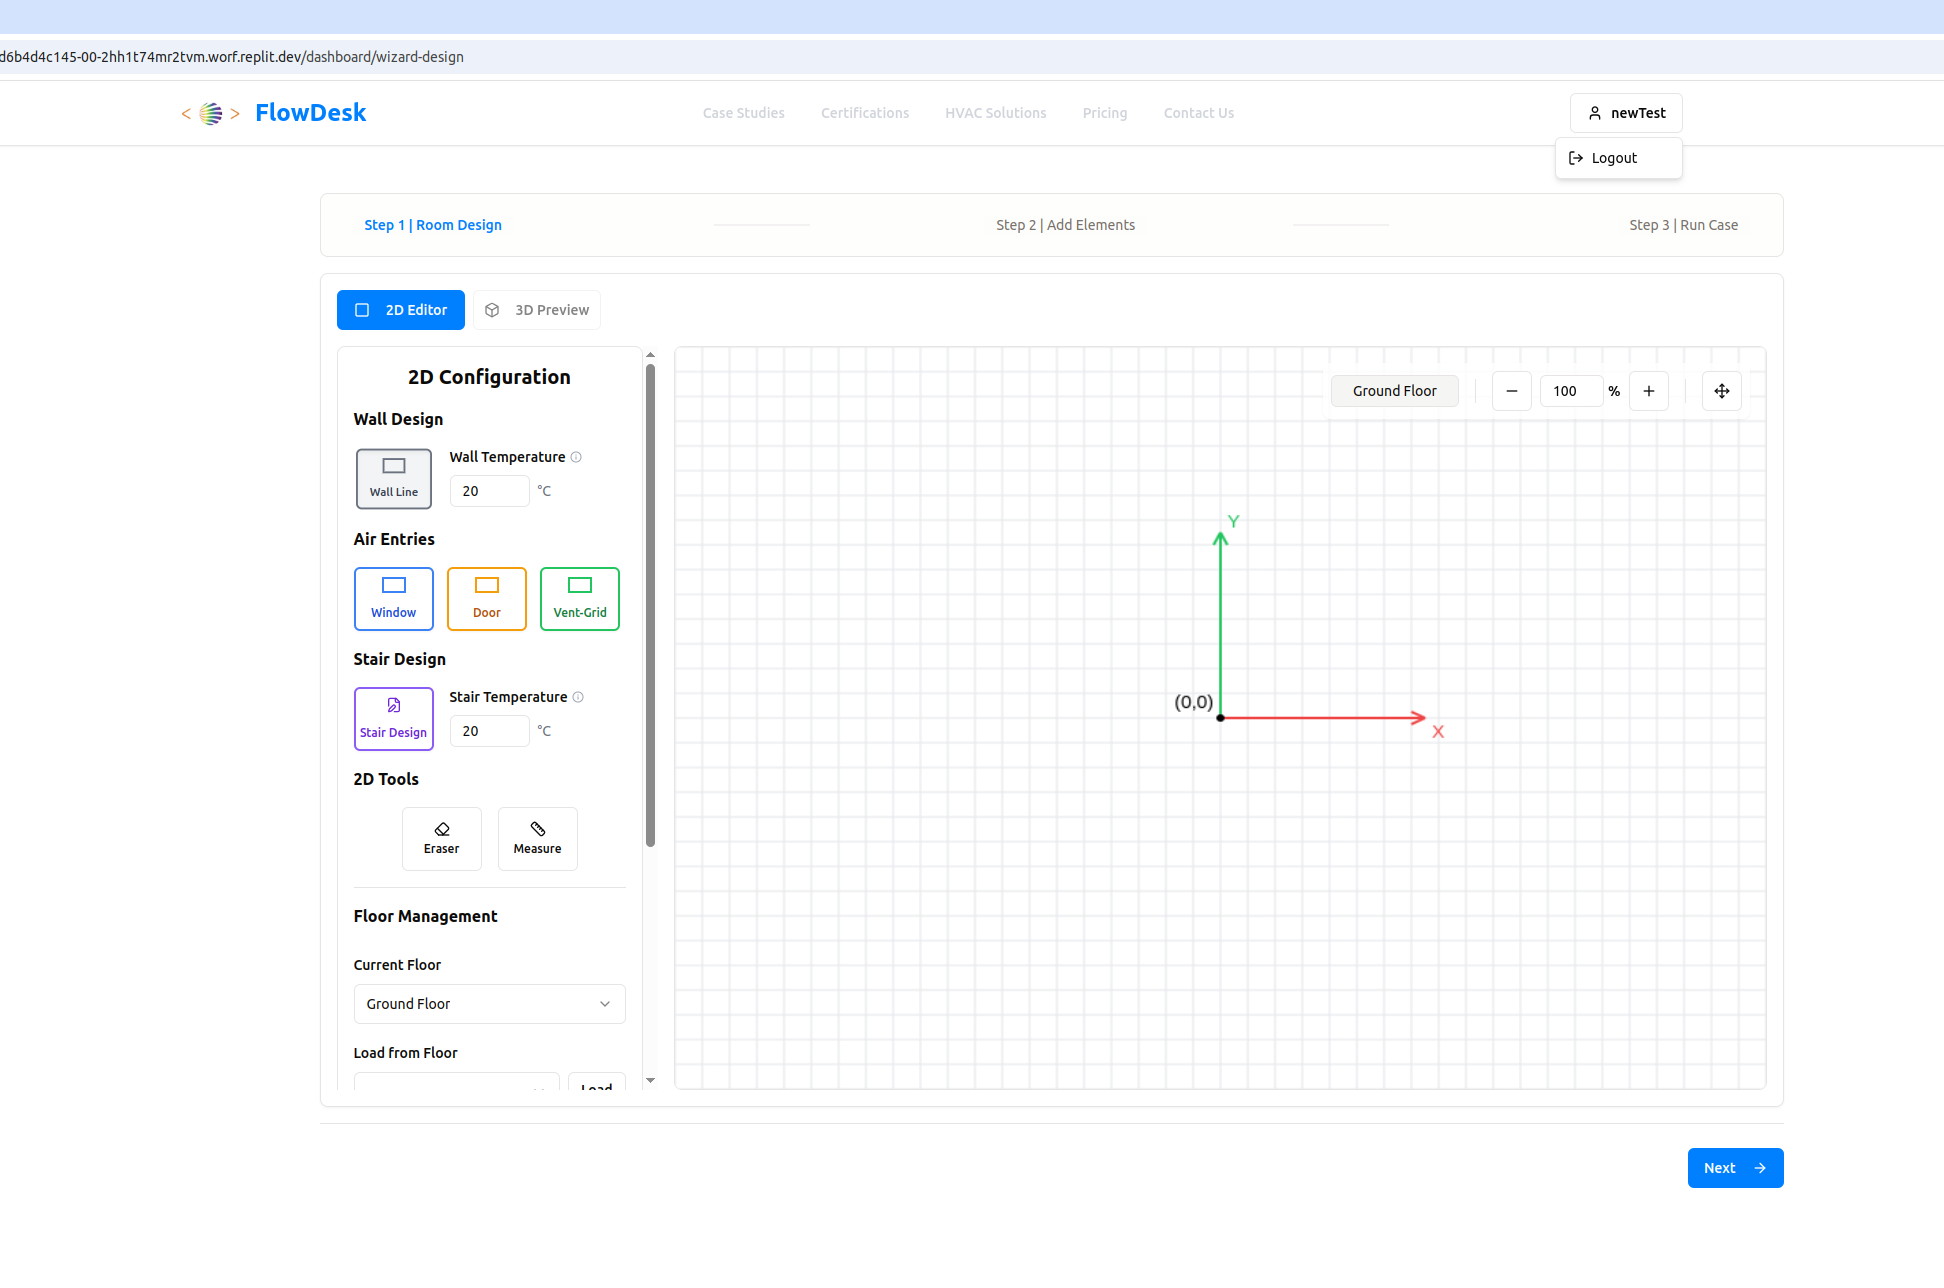 d6b4d4c145-00-2hh1t74mr2tvm.worf.replit.dev/dashboard/wizard-design
< > FlowDesk
Case Studies
Certifications
HVAC Solutions
Pricing
Contact Us
newTest
Logout
Step 1 | Room Design
Step 2 | Add Elements
Step 3 | Run Case
2D Editor
3D Preview
2D Configuration
Wall Design
Wall Line
Wall Temperature
20 °C
Air Entries
Window
Door
Vent-Grid
Stair Design
Stair Design
Stair Temperature
20 °C
2D Tools
Eraser
Measure
Floor Management
Current Floor
Ground Floor
Load from Floor
Load
Ground Floor
100 %
Y
(0,0)
X
Next